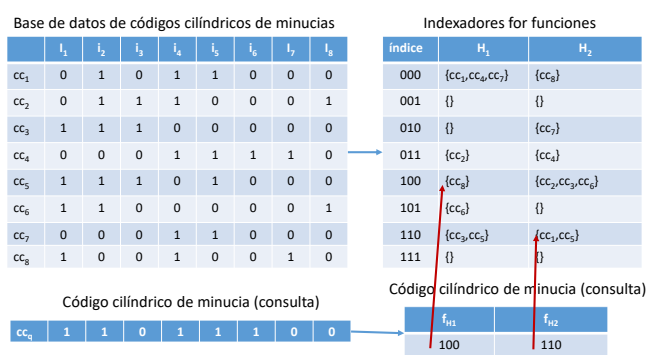 Base de datos de códigos cilíndricos de minucias
I₁ i₂ i₃ i₄ i₅ i₆ I₇ I₈
cc₁ 0 1 0 1 1 0 0 0
cc₂ 0 1 1 1 0 0 0 1
cc₃ 1 1 1 0 0 0 0 0
cc₄ 0 0 0 1 1 1 1 0
cc₅ 1 1 1 0 1 0 0 0
cc₆ 1 1 0 0 0 0 0 1
cc₇ 0 0 0 1 1 0 0 0
cc₈ 1 0 0 1 0 0 1 0
Indexadores for funciones
índice H₁ H₂
000 {cc₁,cc₄,cc₇} {cc₈}
001 {} {}
010 {} {cc₇}
011 {cc₂} {cc₄}
100 {cc₈} {cc₂,cc₃,cc₆}
101 {cc₆} {}
110 {cc₃,cc₅} {cc₁,cc₅}
111 {} {}
Código cilíndrico de minucia (consulta)
cc_q 1 1 0 1 1 1 0 0
Código cilíndrico de minucia (consulta)
f_H1 f_H2
100 110